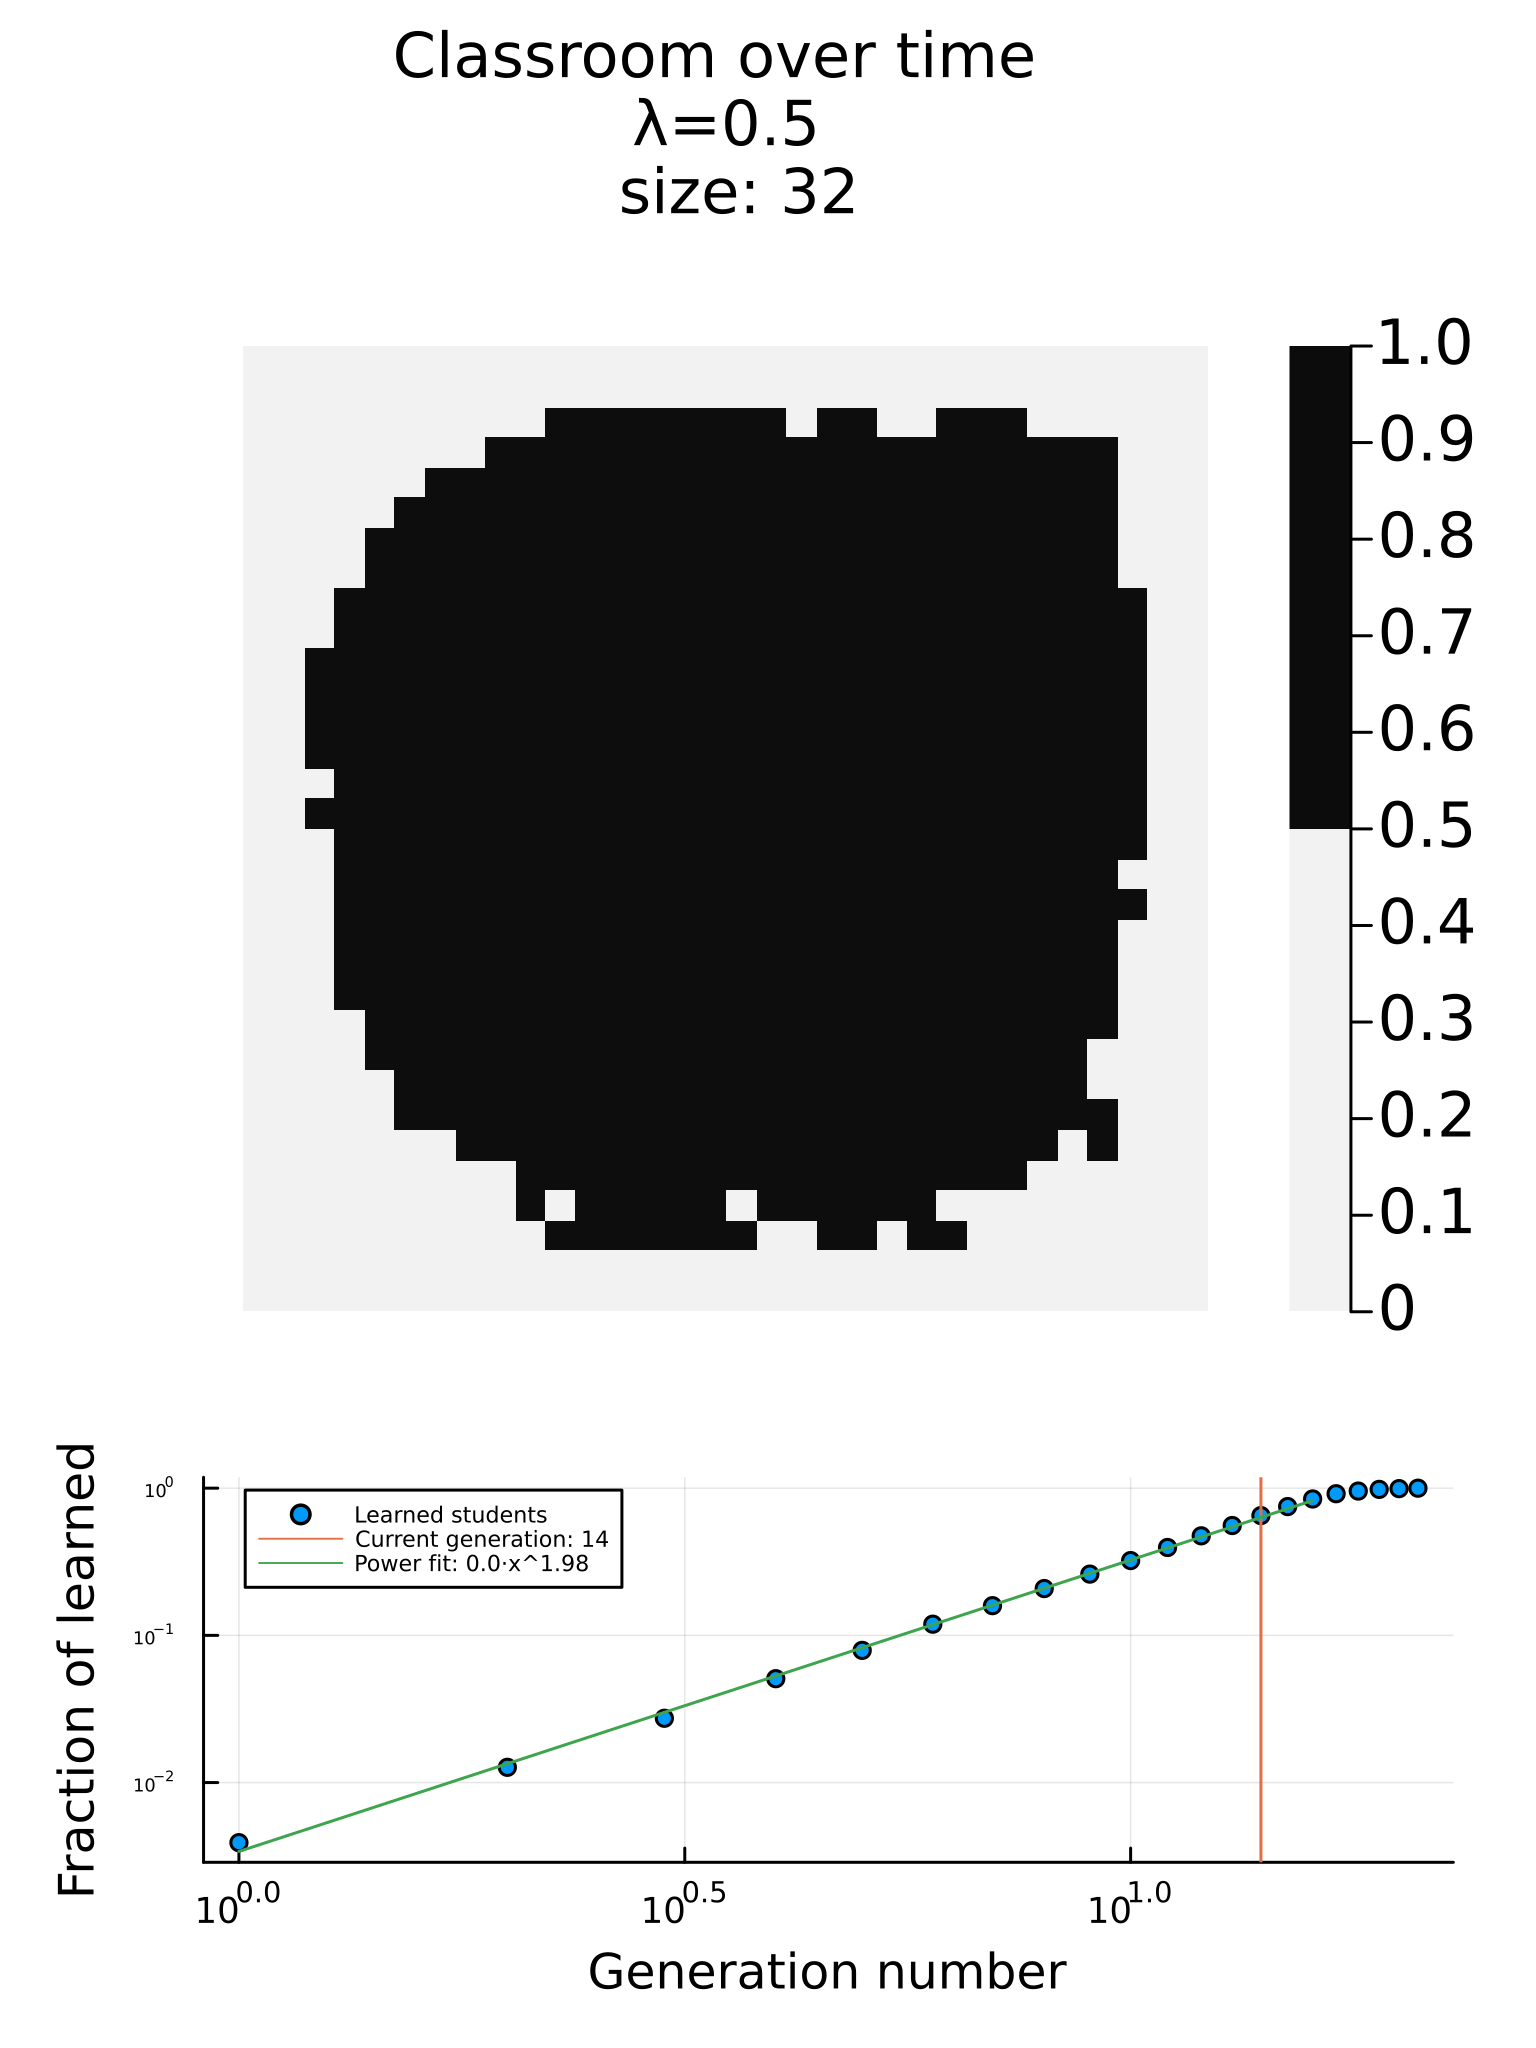 Classroom over time
λ=0.5
size: 32
1.0
0.9
0.8
0.7
0.6
0.5
0.4
0.3
0.2
0.1
0
Fraction of learned
10^0
10^−1
10^−2
Learned students
Current generation: 14
Power fit: 0.0·x^1.98
10^0.0
10^0.5
10^1.0
Generation number